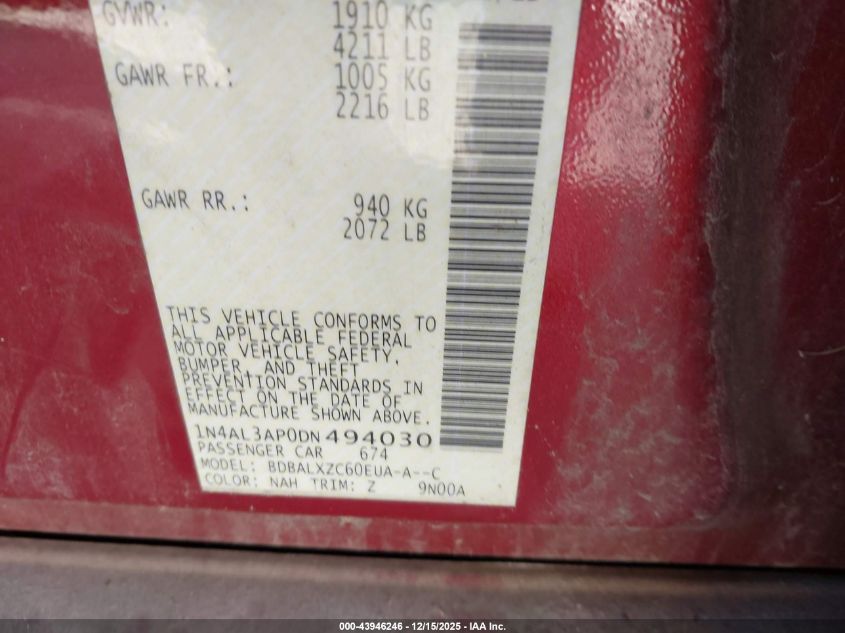 GVWR: 1910 KG
4211 LB
GAWR FR.: 1005 KG
2216 LB
GAWR RR.: 940 KG
2072 LB
THIS VEHICLE CONFORMS TO
ALL APPLICABLE FEDERAL
MOTOR VEHICLE SAFETY,
BUMPER, AND THEFT
PREVENTION STANDARDS IN
EFFECT ON THE DATE OF
MANUFACTURE SHOWN ABOVE.
1N4AL3AP0DN494030
PASSENGER CAR 674
MODEL: BDBALXZC60EUA-A--C
COLOR: NAH TRIM: Z 9N00A
000-43946246 - 12/15/2025 - IAA Inc.